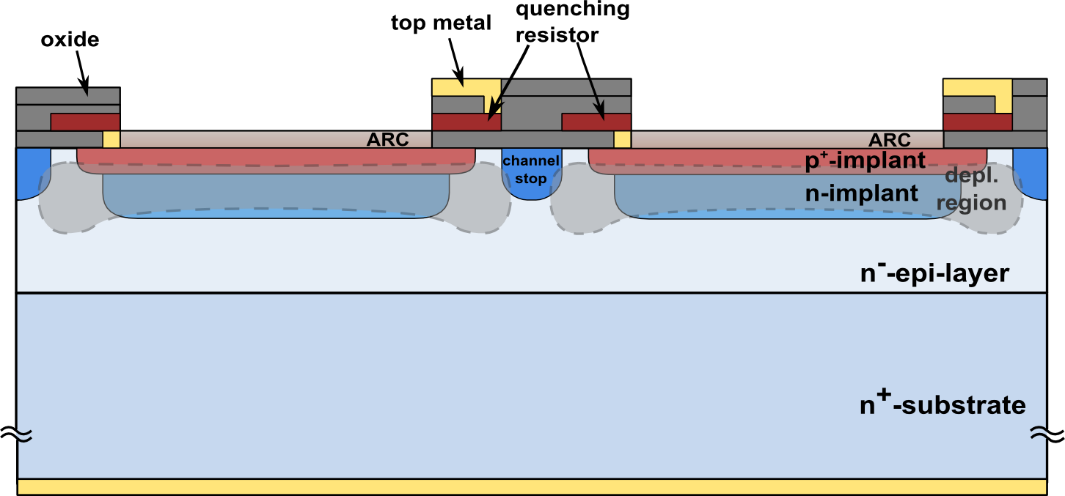 quenching
resistor
top metal
oxide
ARC
ARC
channel
stop
p⁺-implant
depl.
region
n-implant
n⁻-epi-layer
n⁺-substrate